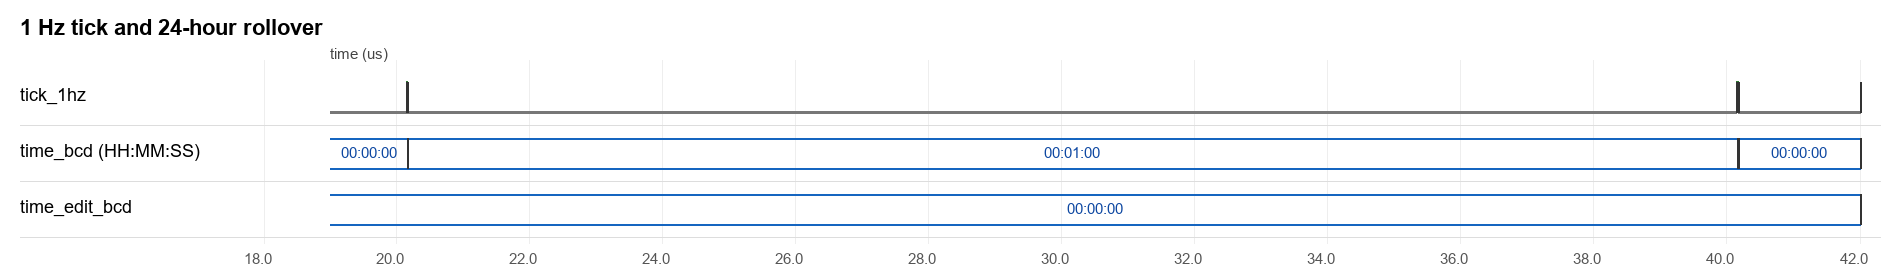 1 Hz tick and 24-hour rollover
time (us)
tick_1hz
time_bcd (HH:MM:SS) 00:00:00 00:01:00 00:00:00
time_edit_bcd 00:00:00
18.0 20.0 22.0 24.0 26.0 28.0 30.0 32.0 34.0 36.0 38.0 40.0 42.0